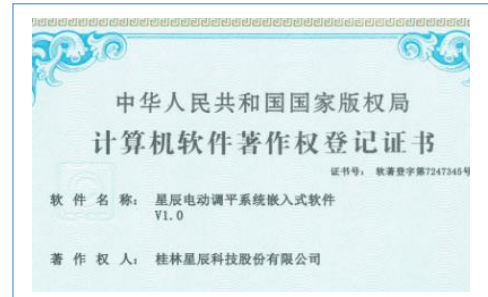 中华人民共和国国家版权局
计算机软件著作权登记证书
证书号： 软著登字第7247345号
软 件 名 称： 星辰电动调平系统嵌入式软件
V1.0
著 作 权 人： 桂林星辰科技股份有限公司